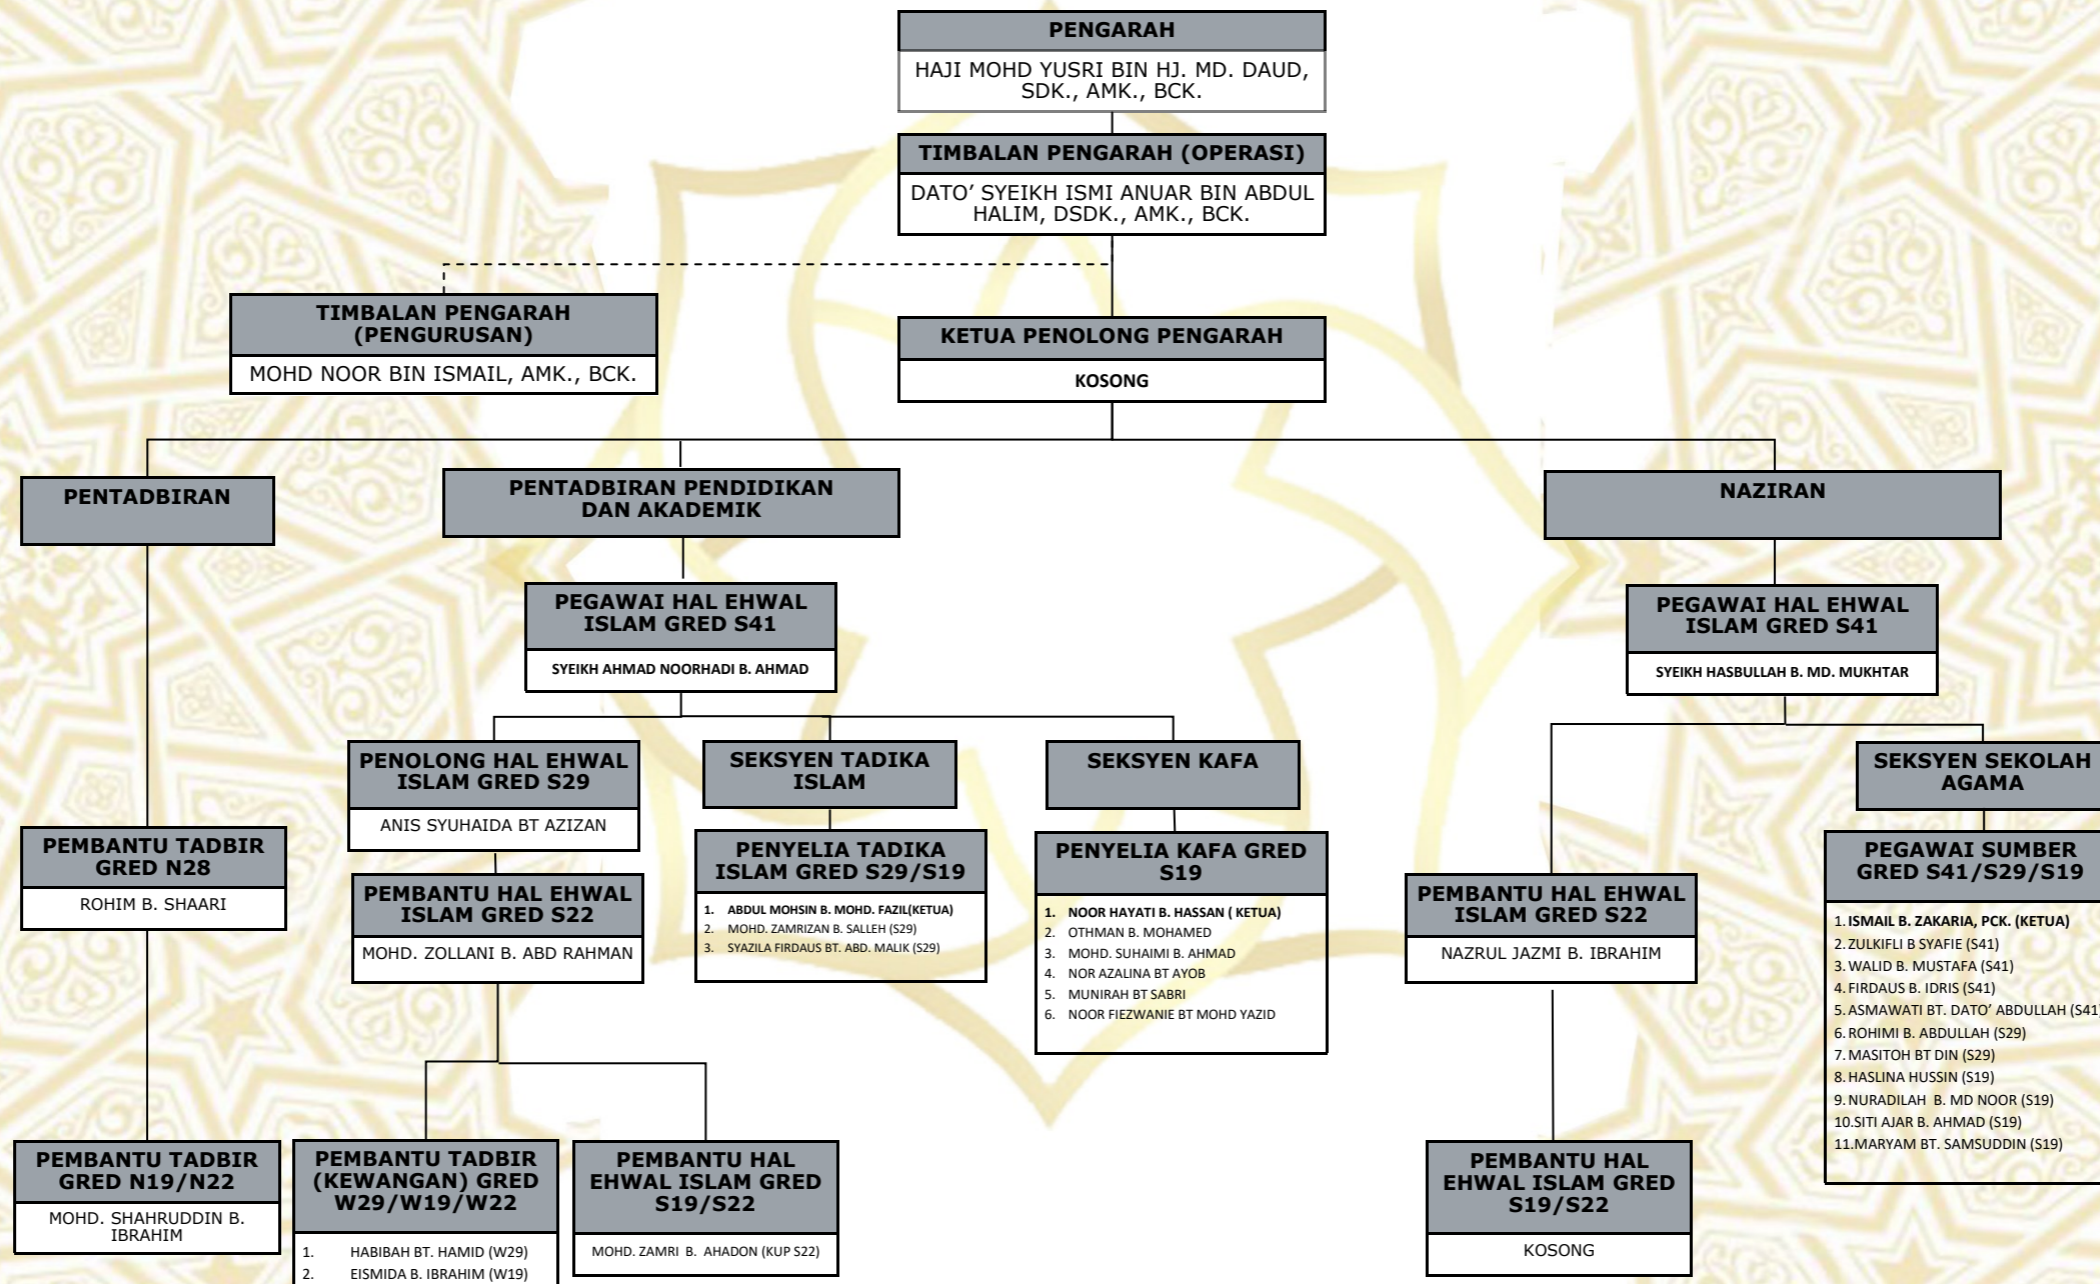 PENGARAH
HAJI MOHD YUSRI BIN HJ. MD. DAUD,
SDK., AMK., BCK.
TIMBALAN PENGARAH (OPERASI)
DATO’ SYEIKH ISMI ANUAR BIN ABDUL
HALIM, DSDK., AMK., BCK.
TIMBALAN PENGARAH
(PENGURUSAN)
MOHD NOOR BIN ISMAIL, AMK., BCK.
KETUA PENOLONG PENGARAH
KOSONG
PENTADBIRAN
PENTADBIRAN PENDIDIKAN
DAN AKADEMIK
NAZIRAN
PEGAWAI HAL EHWAL
ISLAM GRED S41
SYEIKH AHMAD NOORHADI B. AHMAD
PEGAWAI HAL EHWAL
ISLAM GRED S41
SYEIKH HASBULLAH B. MD. MUKHTAR
PENOLONG HAL EHWAL
ISLAM GRED S29
ANIS SYUHAIDA BT AZIZAN
SEKSYEN TADIKA
ISLAM
SEKSYEN KAFA
SEKSYEN SEKOLAH
AGAMA
PEMBANTU TADBIR
GRED N28
ROHIM B. SHAARI
PEMBANTU HAL EHWAL
ISLAM GRED S22
MOHD. ZOLLANI B. ABD RAHMAN
PENYELIA TADIKA
ISLAM GRED S29/S19
1. ABDUL MOHSIN B. MOHD. FAZIL(KETUA)
2. MOHD. ZAMRIZAN B. SALLEH (S29)
3. SYAZILA FIRDAUS BT. ABD. MALIK (S29)
PENYELIA KAFA GRED
S19
1. NOOR HAYATI B. HASSAN ( KETUA)
2. OTHMAN B. MOHAMED
3. MOHD. SUHAIMI B. AHMAD
4. NOR AZALINA BT AYOB
5. MUNIRAH BT SABRI
6. NOOR FIEZWANIE BT MOHD YAZID
PEMBANTU HAL EHWAL
ISLAM GRED S22
NAZRUL JAZMI B. IBRAHIM
PEGAWAI SUMBER
GRED S41/S29/S19
1. ISMAIL B. ZAKARIA, PCK. (KETUA)
2. ZULKIFLI B SYAFIE (S41)
3. WALID B. MUSTAFA (S41)
4. FIRDAUS B. IDRIS (S41)
5. ASMAWATI BT. DATO’ ABDULLAH (S41)
6. ROHIMI B. ABDULLAH (S29)
7. MASITOH BT DIN (S29)
8. HASLINA HUSSIN (S19)
9. NURADILAH B. MD NOOR (S19)
10.SITI AJAR B. AHMAD (S19)
11.MARYAM BT. SAMSUDDIN (S19)
PEMBANTU TADBIR
GRED N19/N22
MOHD. SHAHRUDDIN B.
IBRAHIM
PEMBANTU TADBIR
(KEWANGAN) GRED
W29/W19/W22
1. HABIBAH BT. HAMID (W29)
2. EISMIDA B. IBRAHIM (W19)
PEMBANTU HAL
EHWAL ISLAM GRED
S19/S22
MOHD. ZAMRI B. AHADON (KUP S22)
PEMBANTU HAL
EHWAL ISLAM GRED
S19/S22
KOSONG